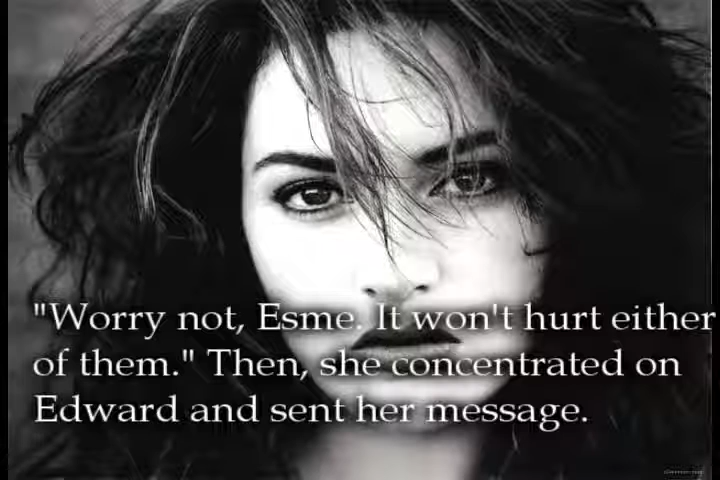 "Worry not, Esme. It won't hurt either
of them." Then, she concentrated on
Edward and sent her message.